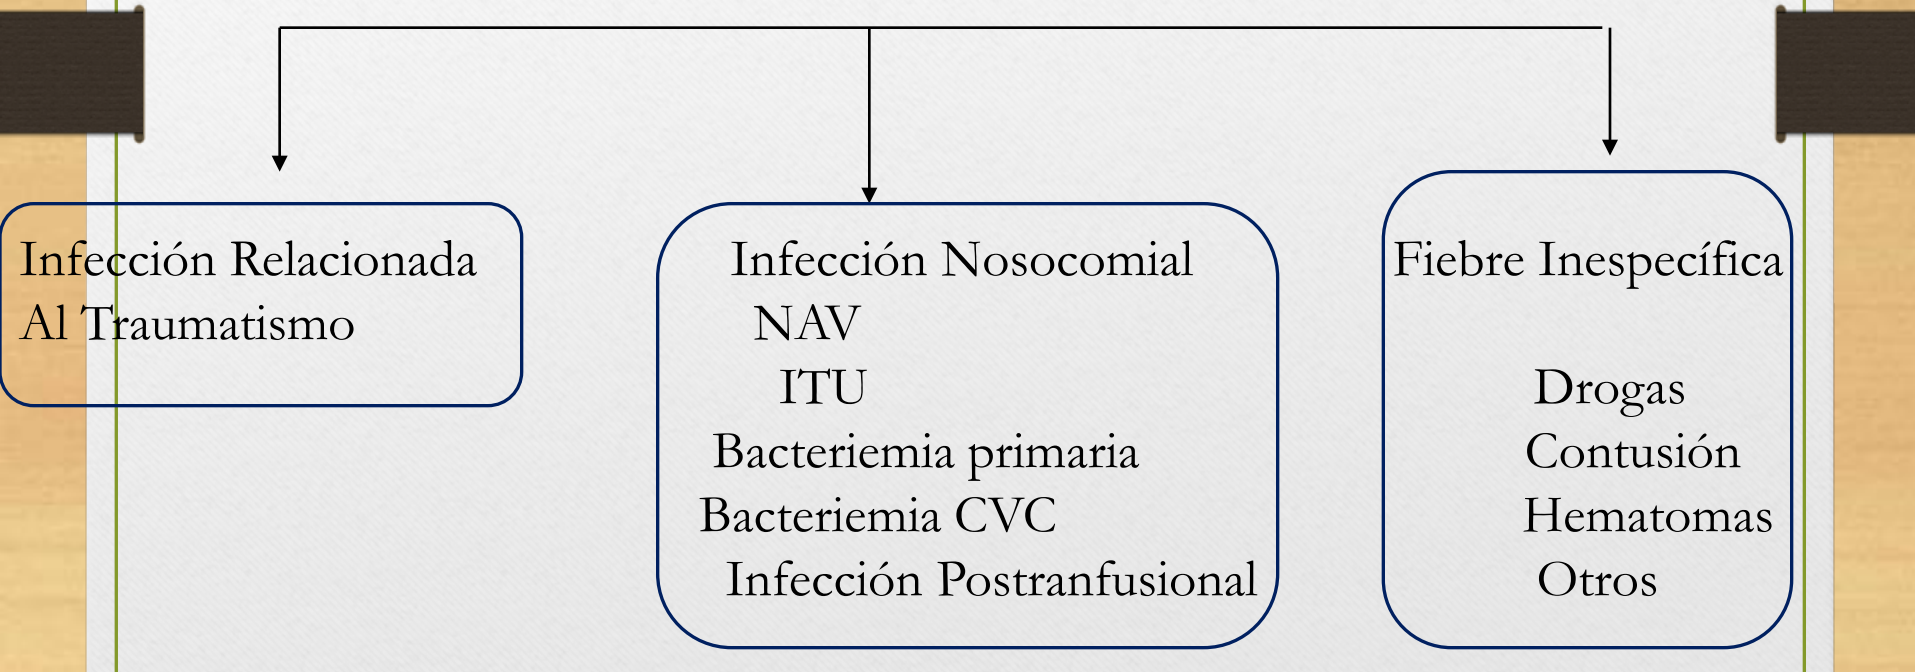 Infección Relacionada
Al Traumatismo
Infección Nosocomial
NAV
ITU
Bacteriemia primaria
Bacteriemia CVC
Infección Postranfusional
Fiebre Inespecífica
Drogas
Contusión
Hematomas
Otros